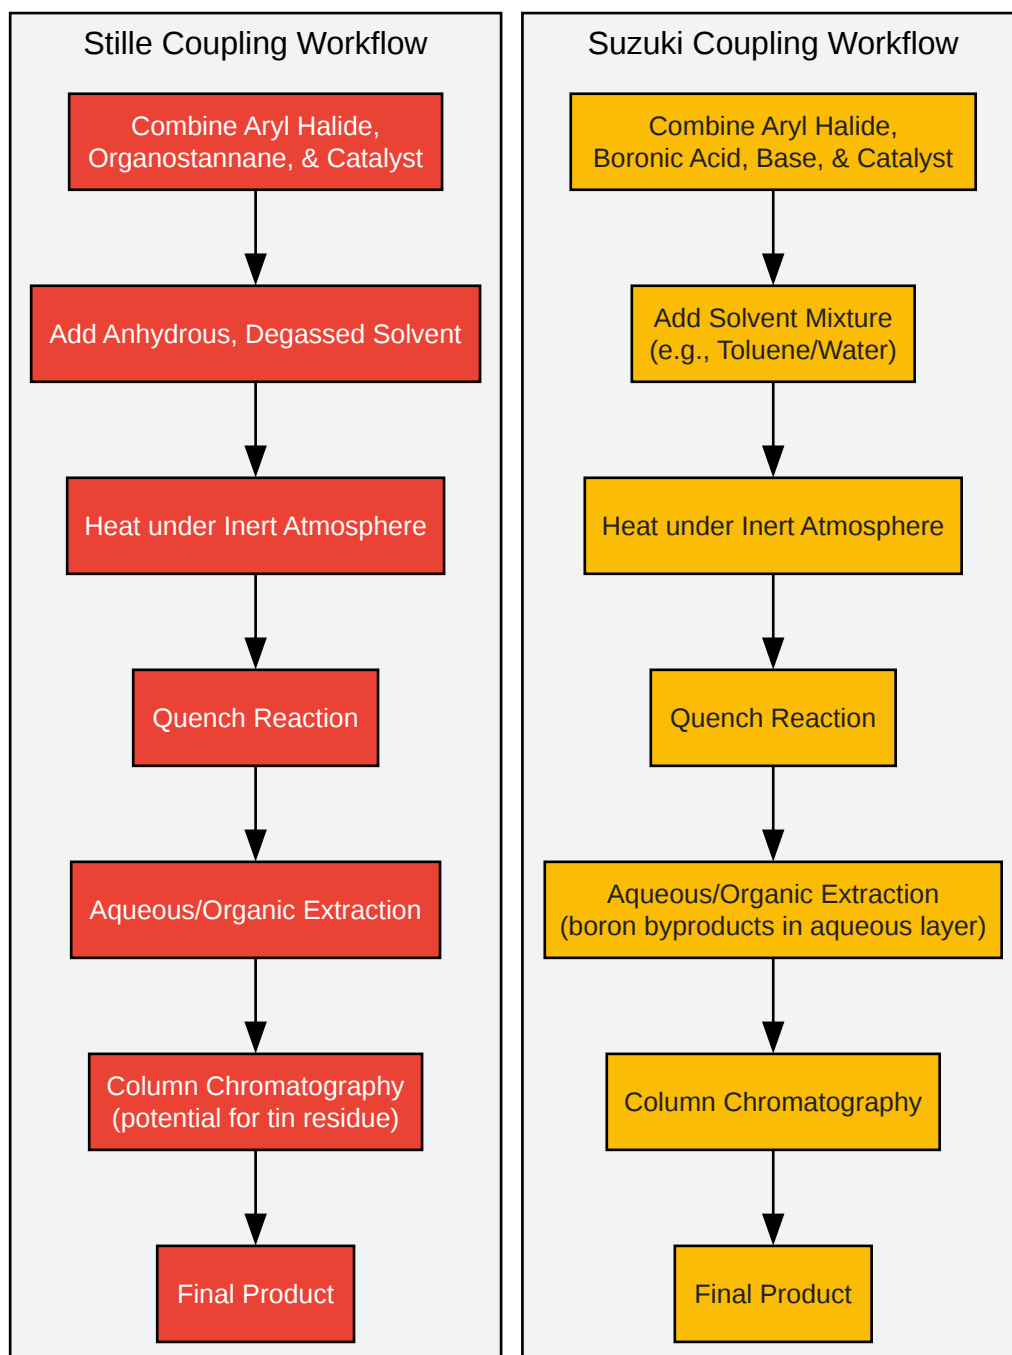 Stille Coupling Workflow
Combine Aryl Halide,
Organostannane, & Catalyst
Add Anhydrous, Degassed Solvent
Heat under Inert Atmosphere
Quench Reaction
Aqueous/Organic Extraction
Column Chromatography
(potential for tin residue)
Final Product
Suzuki Coupling Workflow
Combine Aryl Halide,
Boronic Acid, Base, & Catalyst
Add Solvent Mixture
(e.g., Toluene/Water)
Heat under Inert Atmosphere
Quench Reaction
Aqueous/Organic Extraction
(boron byproducts in aqueous layer)
Column Chromatography
Final Product